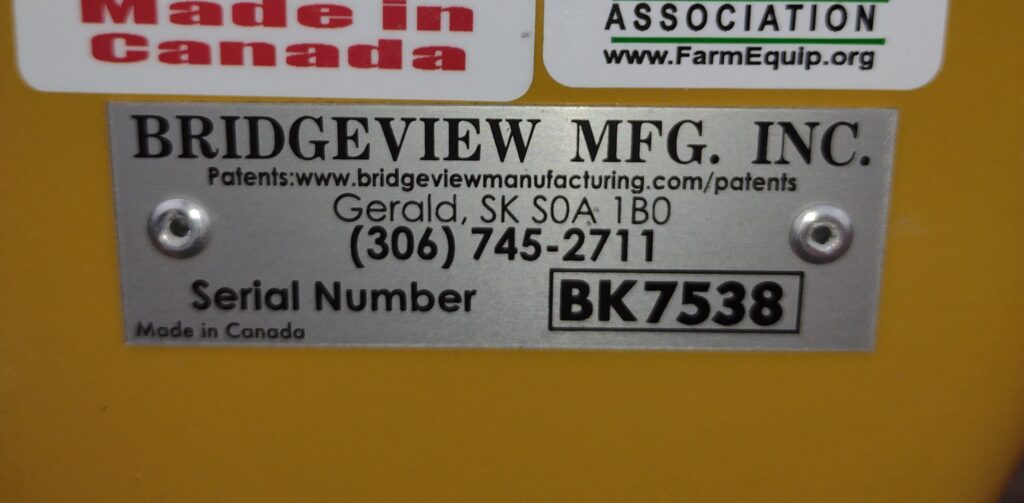 Made in
Canada
ASSOCIATION
www.FarmEquip.org
BRIDGEVIEW MFG. INC.
Patents:www.bridgeviewmanufacturing.com/patents
Gerald, SK S0A 1B0
(306) 745-2711
Serial Number BK7538
Made in Canada